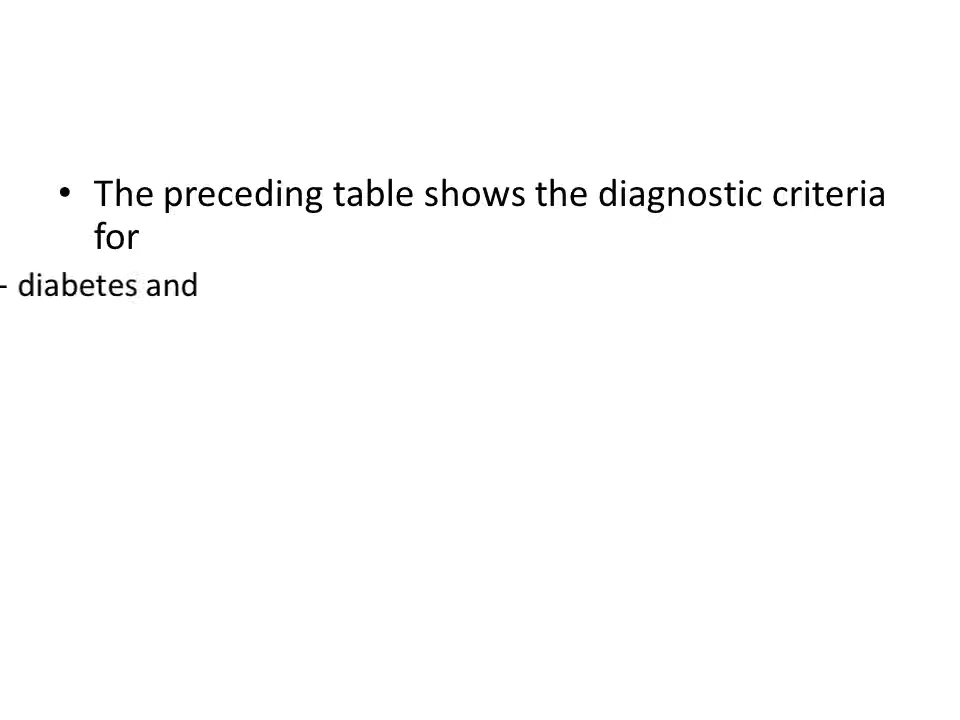 • The preceding table shows the diagnostic criteria
for
- diabetes and